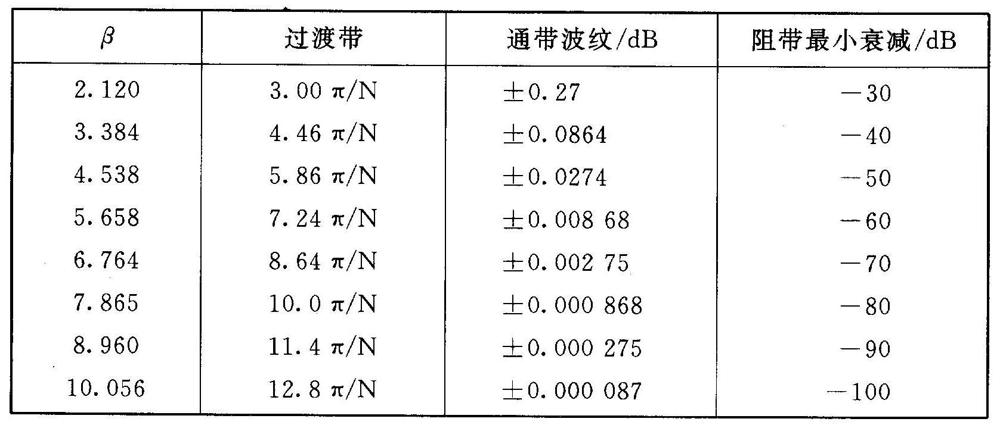 β 过渡带 通带波纹/dB 阻带最小衰减/dB
2.120 3.00 π/N ±0.27 −30
3.384 4.46 π/N ±0.0864 −40
4.538 5.86 π/N ±0.0274 −50
5.658 7.24 π/N ±0.008 68 −60
6.764 8.64 π/N ±0.002 75 −70
7.865 10.0 π/N ±0.000 868 −80
8.960 11.4 π/N ±0.000 275 −90
10.056 12.8 π/N ±0.000 087 −100